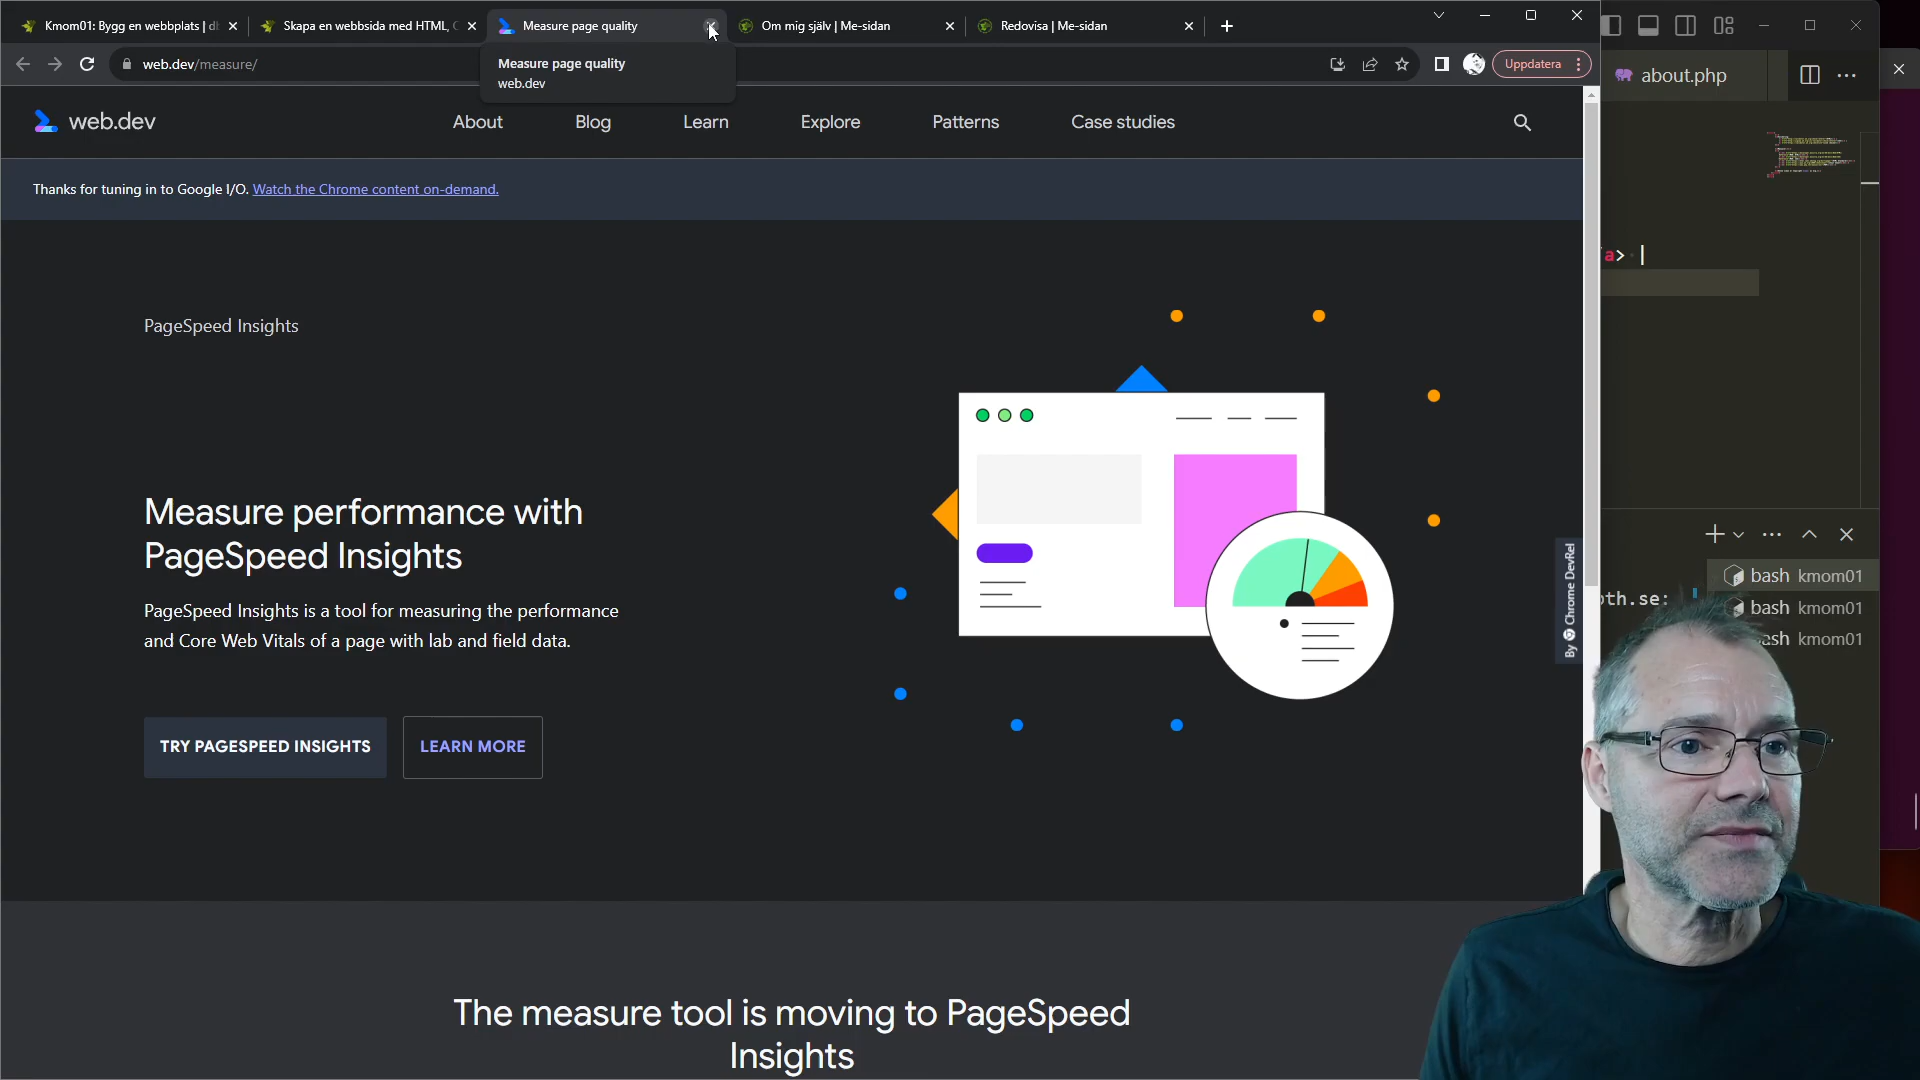 Kmom01: Bygg en webbplats | db
Skapa en webbsida med HTML, C
Measure page quality
Om mig själv | Me-sidan
Redovisa | Me-sidan
web.dev/measure/
Measure page quality
web.dev
Uppdatera
about.php
web.dev
About
Blog
Learn
Explore
Patterns
Case studies
Thanks for tuning in to Google I/O. Watch the Chrome content on-demand.
a>
PageSpeed Insights
Measure performance with
PageSpeed Insights
PageSpeed Insights is a tool for measuring the performance
and Core Web Vitals of a page with lab and field data.
TRY PAGESPEED INSIGHTS
LEARN MORE
By Chrome DevRel
bash kmom01
oth.se:
bash kmom01
bash kmom01
The measure tool is moving to PageSpeed
Insights